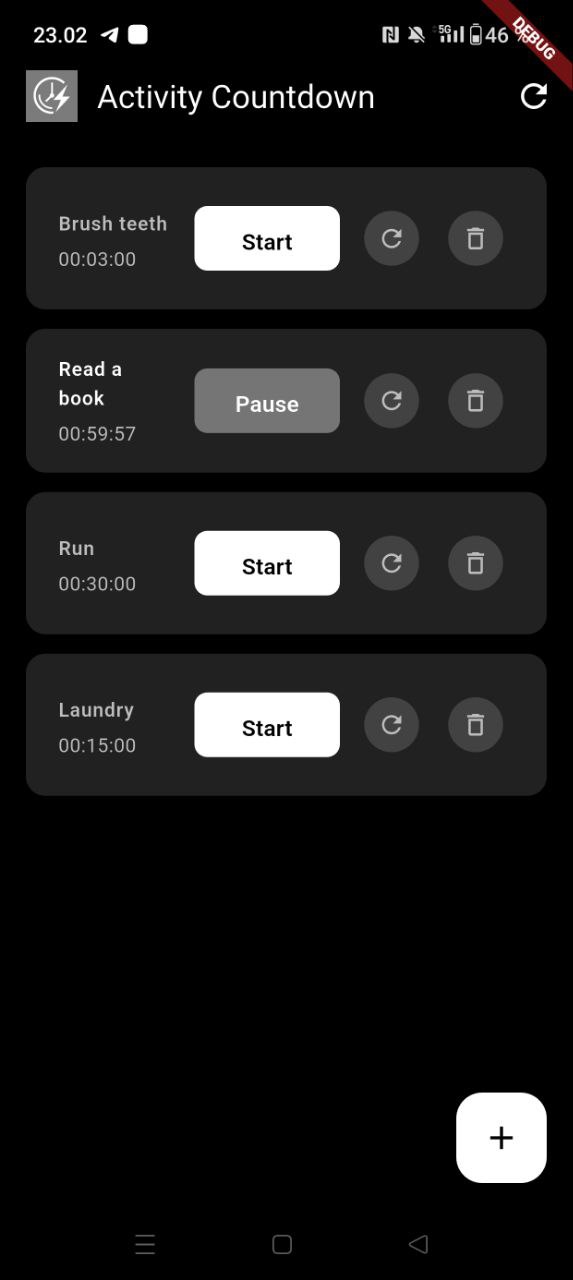 23.02
5G
46 %
DEBUG
Activity Countdown
Brush teeth
00:03:00
Start
Read a
book
00:59:57
Pause
Run
00:30:00
Start
Laundry
00:15:00
Start